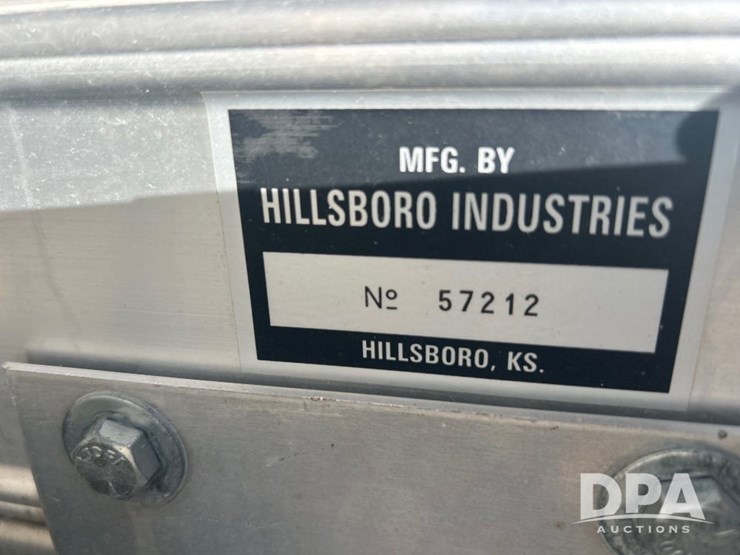 MFG. BY
HILLSBORO INDUSTRIES
Nº 57212
HILLSBORO, KS.
DPA
AUCTIONS